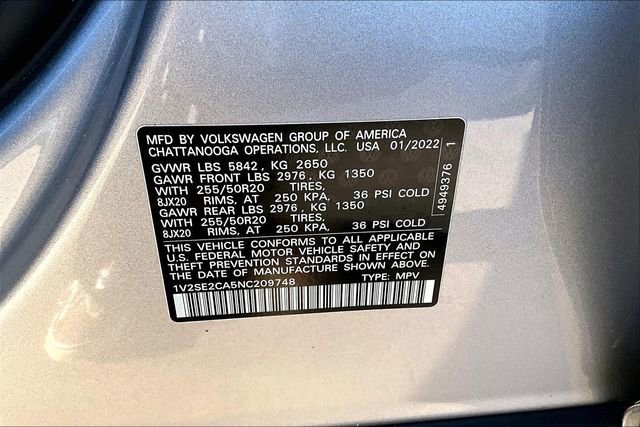 MFD BY VOLKSWAGEN GROUP OF AMERICA
CHATTANOOGA OPERATIONS, LLC. USA 01/2022
GVWR LBS 5842, KG 2650
GAWR FRONT LBS 2976, KG 1350
WITH 255/50R20 TIRES,
8JX20 RIMS, AT 250 KPA, 36 PSI COLD
GAWR REAR LBS 2976, KG 1350
WITH 255/50R20 TIRES,
8JX20 RIMS, AT 250 KPA, 36 PSI COLD
THIS VEHICLE CONFORMS TO ALL APPLICABLE
U.S. FEDERAL MOTOR VEHICLE SAFETY AND
THEFT PREVENTION STANDARDS IN EFFECT ON
THE DATE OF MANUFACTURE SHOWN ABOVE.
1V2SE2CA5NC209748 TYPE: MPV
4949376 1